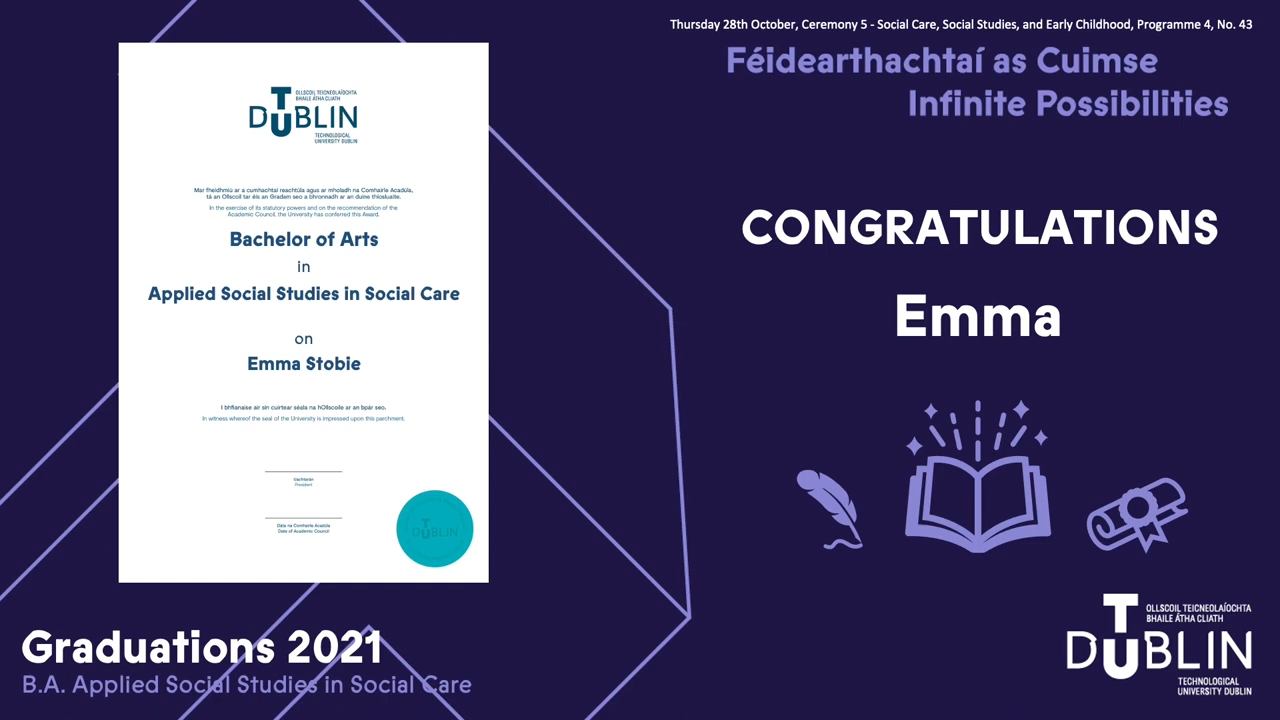 Thursday 28th October, Ceremony 5 - Social Care, Social Studies, and Early Childhood, Programme 4, No. 43
Féidearthachtaí as Cuimse
Infinite Possibilities
TU DUBLIN
OLLSCOIL TEICNEOLAÍOCHTA
BHAILE ÁTHA CLIATH
TECHNOLOGICAL
UNIVERSITY DUBLIN
Mar fheidhmiú ar a cumhachtaí reachtúla agus ar mholadh na Comhairle Acadúla,
tá an Ollscoil tar éis an Gradam seo a bhronnadh ar an duine thíosluaite.
In the exercise of its statutory powers and on the recommendation of the
Academic Council, the University has conferred this Award.
Bachelor of Arts
in
Applied Social Studies in Social Care
on
Emma Stobie
I bhfianaise air sin cuirtear séala na hOllscoile ar an bpár seo.
In witness whereof the seal of the University is impressed upon this parchment.
Uachtarán
President
Dáta na Comhairle Acadúla
Date of Academic Council
TU DUBLIN
CONGRATULATIONS
Emma
Graduations 2021
B.A. Applied Social Studies in Social Care
TU DUBLIN
OLLSCOIL TEICNEOLAÍOCHTA
BHAILE ÁTHA CLIATH
TECHNOLOGICAL
UNIVERSITY DUBLIN